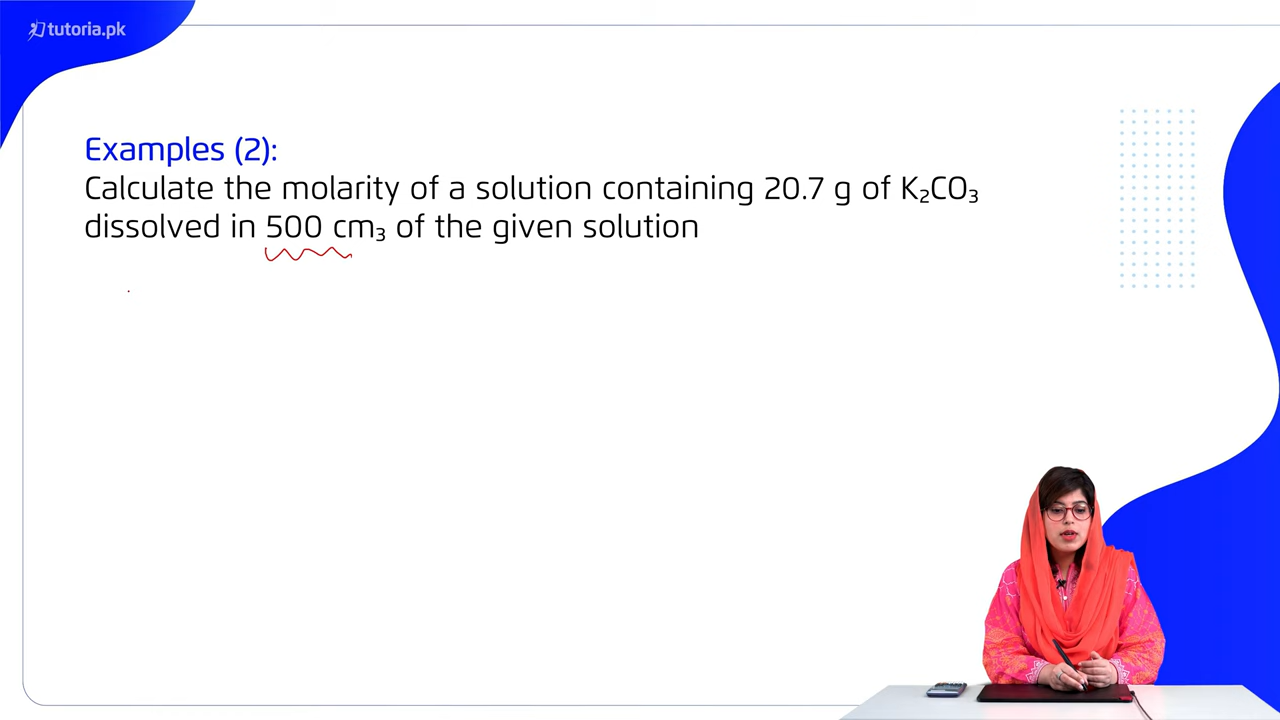 tutoria.pk
Examples (2):
Calculate the molarity of a solution containing 20.7 g of K₂CO₃
dissolved in 500 cm₃ of the given solution